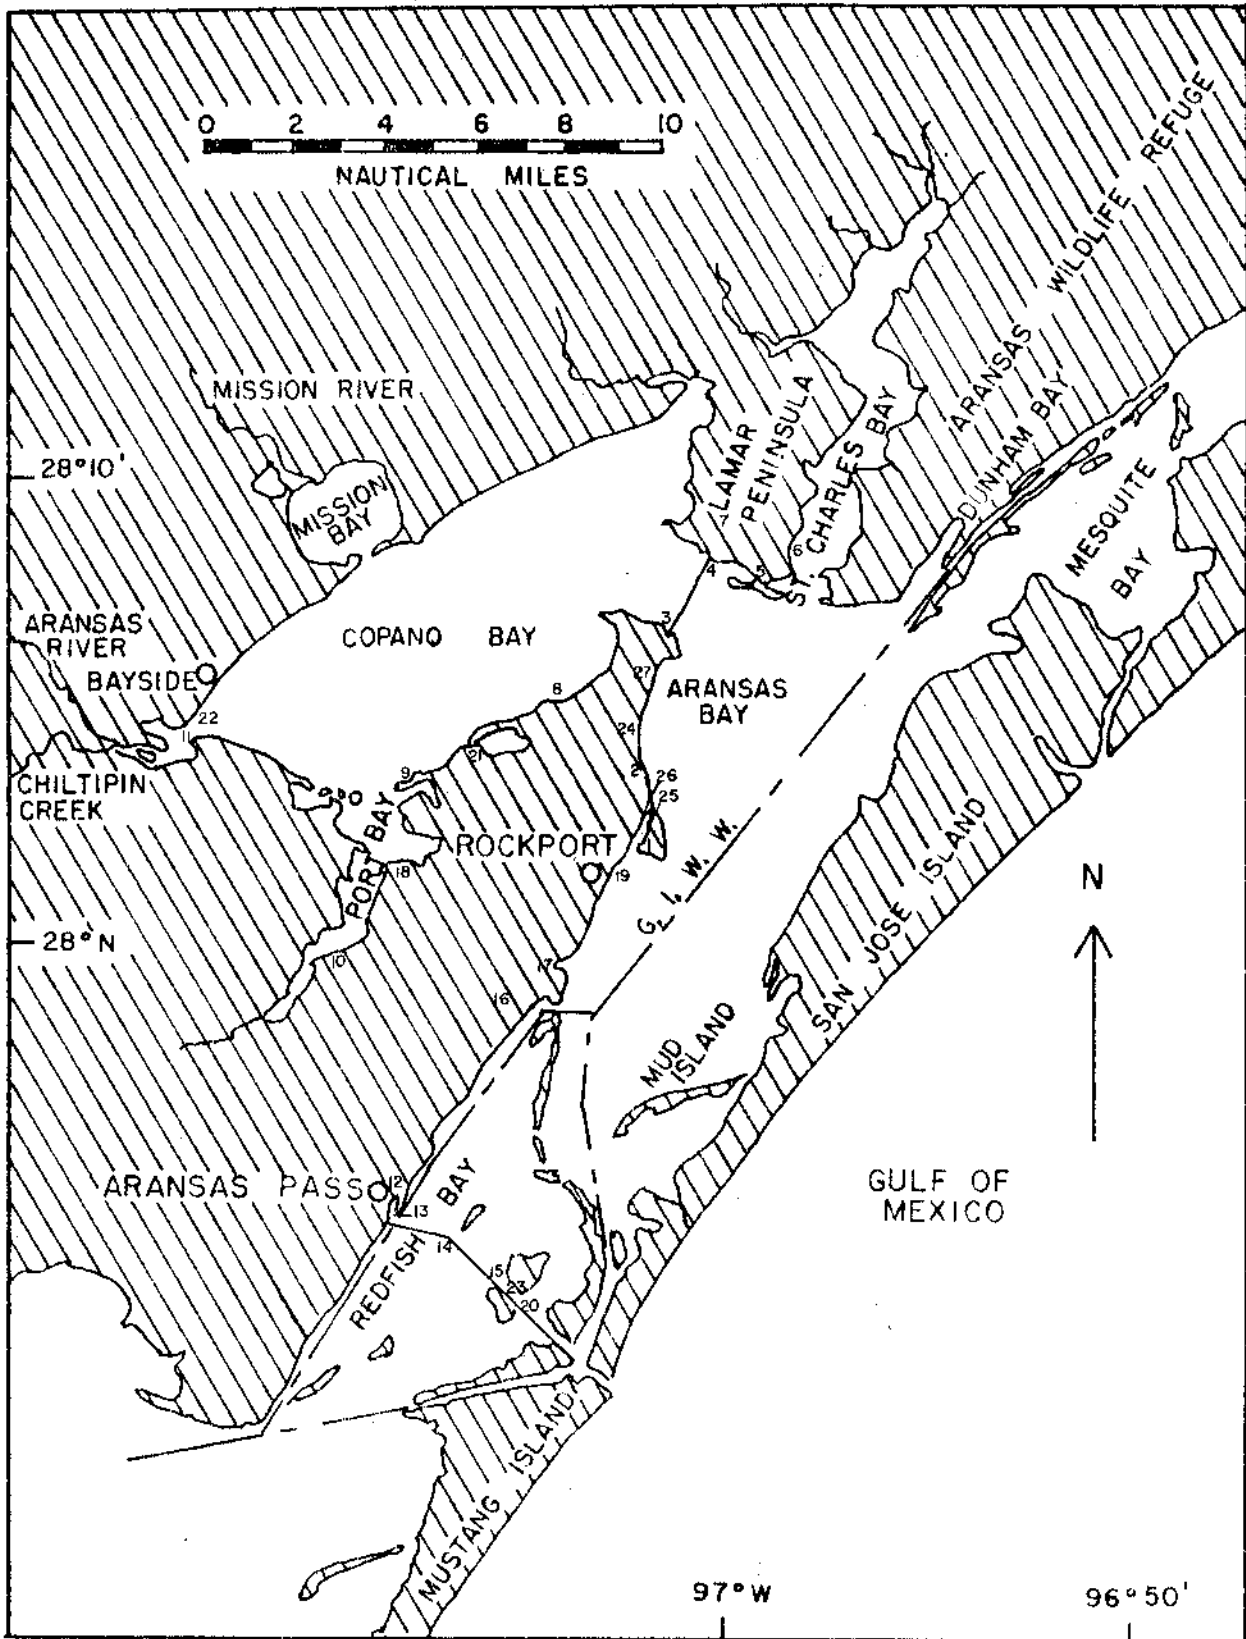 0 2 4 6 8 10
NAUTICAL MILES
ARANSAS WILDLIFE REFUGE
MISSION RIVER
LAMAR
PENINSULA
ST. CHARLES BAY
DUNHAM BAY
28°10'
MISSION
BAY
MESQUITE
BAY
6
5
4
3
ARANSAS
RIVER
COPANO BAY
BAYSIDE
27
ARANSAS
BAY
8
22
11
24
21
2
26
25
9
CHILTIPIN
CREEK
PORT BAY
ROCKPORT
1
19
18
G. I. W. W.
SAN JOSE ISLAND
N
28°N
10
17
16
MUD
ISLAND
ARANSAS PASS
12
13
REDFISH BAY
14
15
23
20
GULF OF
MEXICO
MUSTANG ISLAND
97°W
96°50'